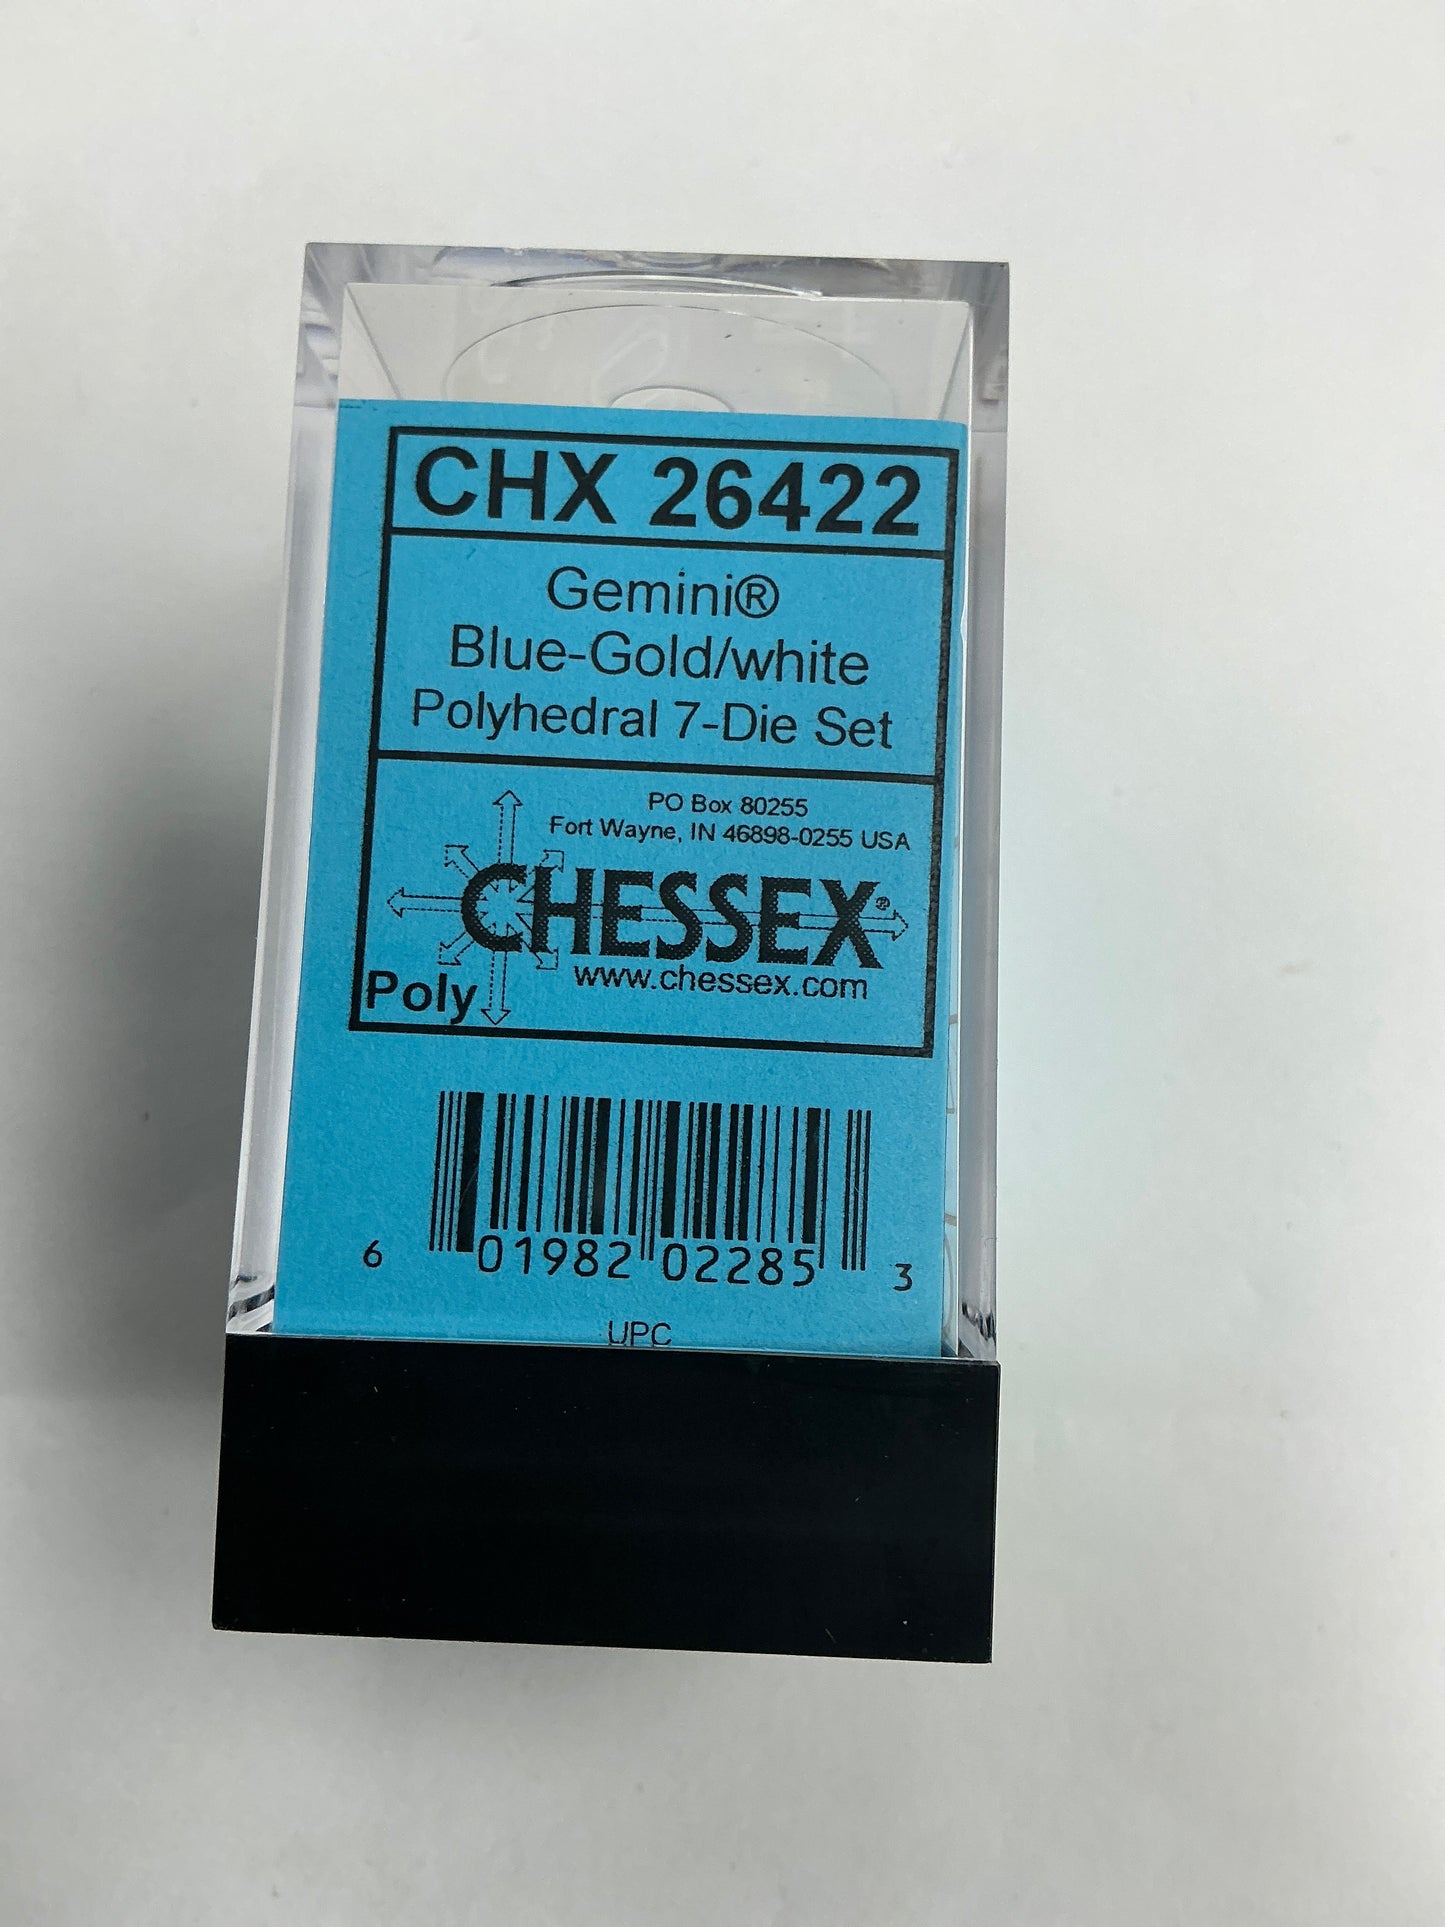 CHX 26422
Gemini®
Blue-Gold/white
Polyhedral 7-Die Set
PO Box 80255
Fort Wayne, IN 46898-0255 USA
CHESSEX®
www.chessex.com
Poly
6 01982 02285 3
UPC